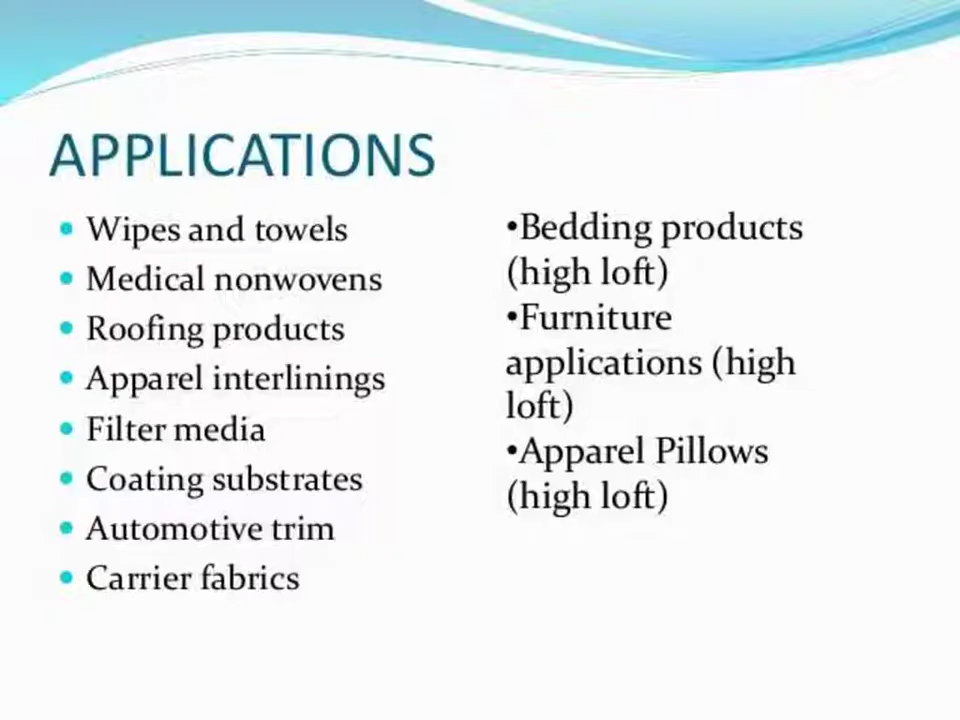 APPLICATIONS
• Wipes and towels
• Medical nonwovens
• Roofing products
• Apparel interlinings
• Filter media
• Coating substrates
• Automotive trim
• Carrier fabrics
•Bedding products
(high loft)
•Furniture
applications (high
loft)
•Apparel Pillows
(high loft)